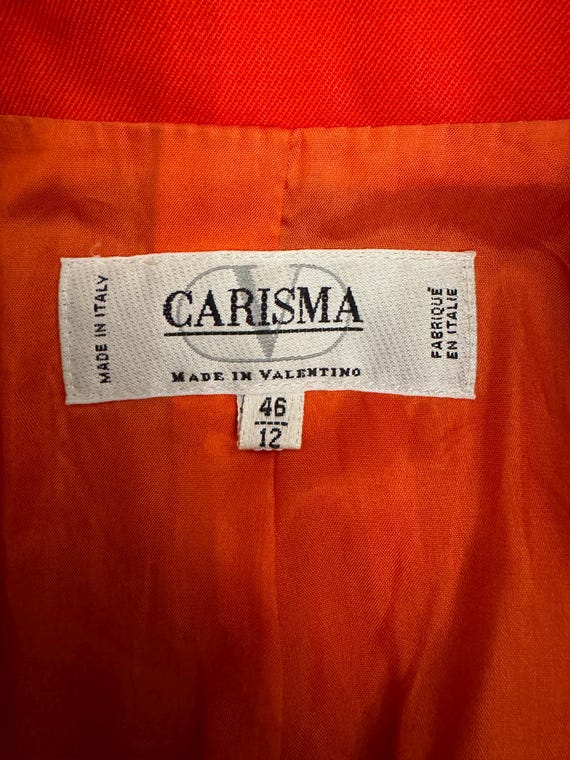 MADE IN ITALY
V
CARISMA
MADE IN VALENTINO
FABRIQUÉ
EN ITALIE
46
12